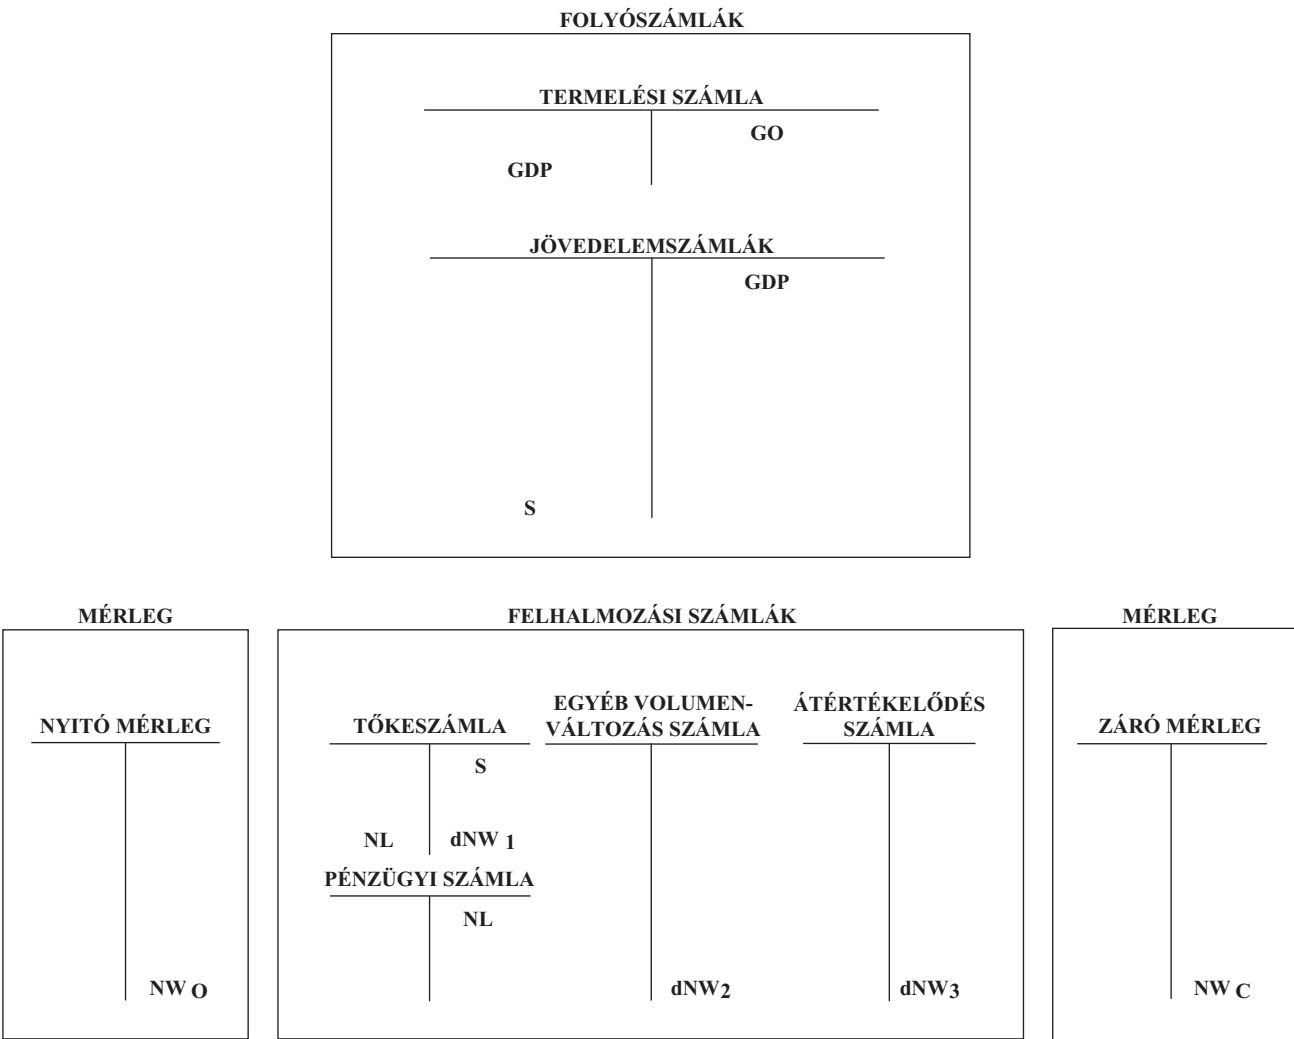 FOLYÓSZÁMLÁK
TERMELÉSI SZÁMLA
GO
GDP
JÖVEDELEMSZÁMLÁK
GDP
S
MÉRLEG
NYITÓ MÉRLEG
NW O
FELHALMOZÁSI SZÁMLÁK
TŐKESZÁMLA
S
NL dNW 1
PÉNZÜGYI SZÁMLA
NL
EGYÉB VOLUMEN-
VÁLTOZÁS SZÁMLA
dNW2
ÁTÉRTÉKELŐDÉS
SZÁMLA
dNW3
MÉRLEG
ZÁRÓ MÉRLEG
NW C